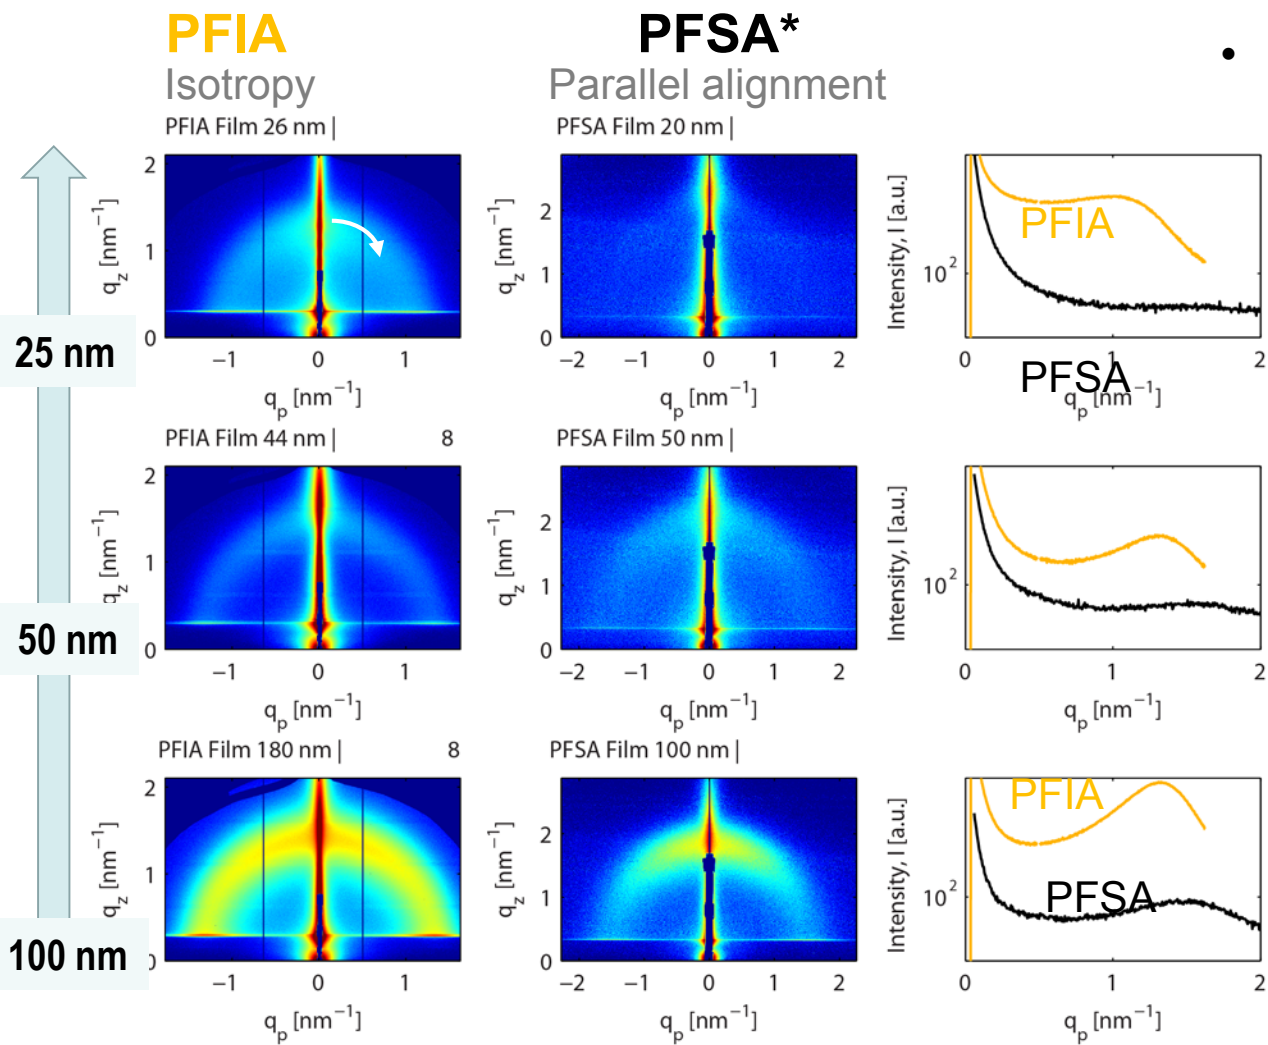 PFIA
PFSA*
•
Isotropy
Parallel alignment
PFIA Film 26 nm |
PFSA Film 20 nm |
2
1
0
q_z [nm⁻¹]
−1 0 1
q_p [nm⁻¹]
2
1
0
q_z [nm⁻¹]
−2 −1 0 1 2
q_p [nm⁻¹]
Intensity, I [a.u.]
10²
PFIA
0 1 2
PFSA
q_p [nm⁻¹]
25 nm
PFIA Film 44 nm | 8
PFSA Film 50 nm |
2
1
0
q_z [nm⁻¹]
−1 0 1
q_p [nm⁻¹]
2
1
0
q_z [nm⁻¹]
−2 −1 0 1 2
q_p [nm⁻¹]
Intensity, I [a.u.]
10²
0 1 2
q_p [nm⁻¹]
50 nm
PFIA Film 180 nm | 8
PFSA Film 100 nm |
2
1
0
q_z [nm⁻¹]
−1 0 1
q_p [nm⁻¹]
2
1
0
q_z [nm⁻¹]
−2 −1 0 1 2
q_p [nm⁻¹]
Intensity, I [a.u.]
10²
PFIA
PFSA
0 1 2
q_p [nm⁻¹]
100 nm